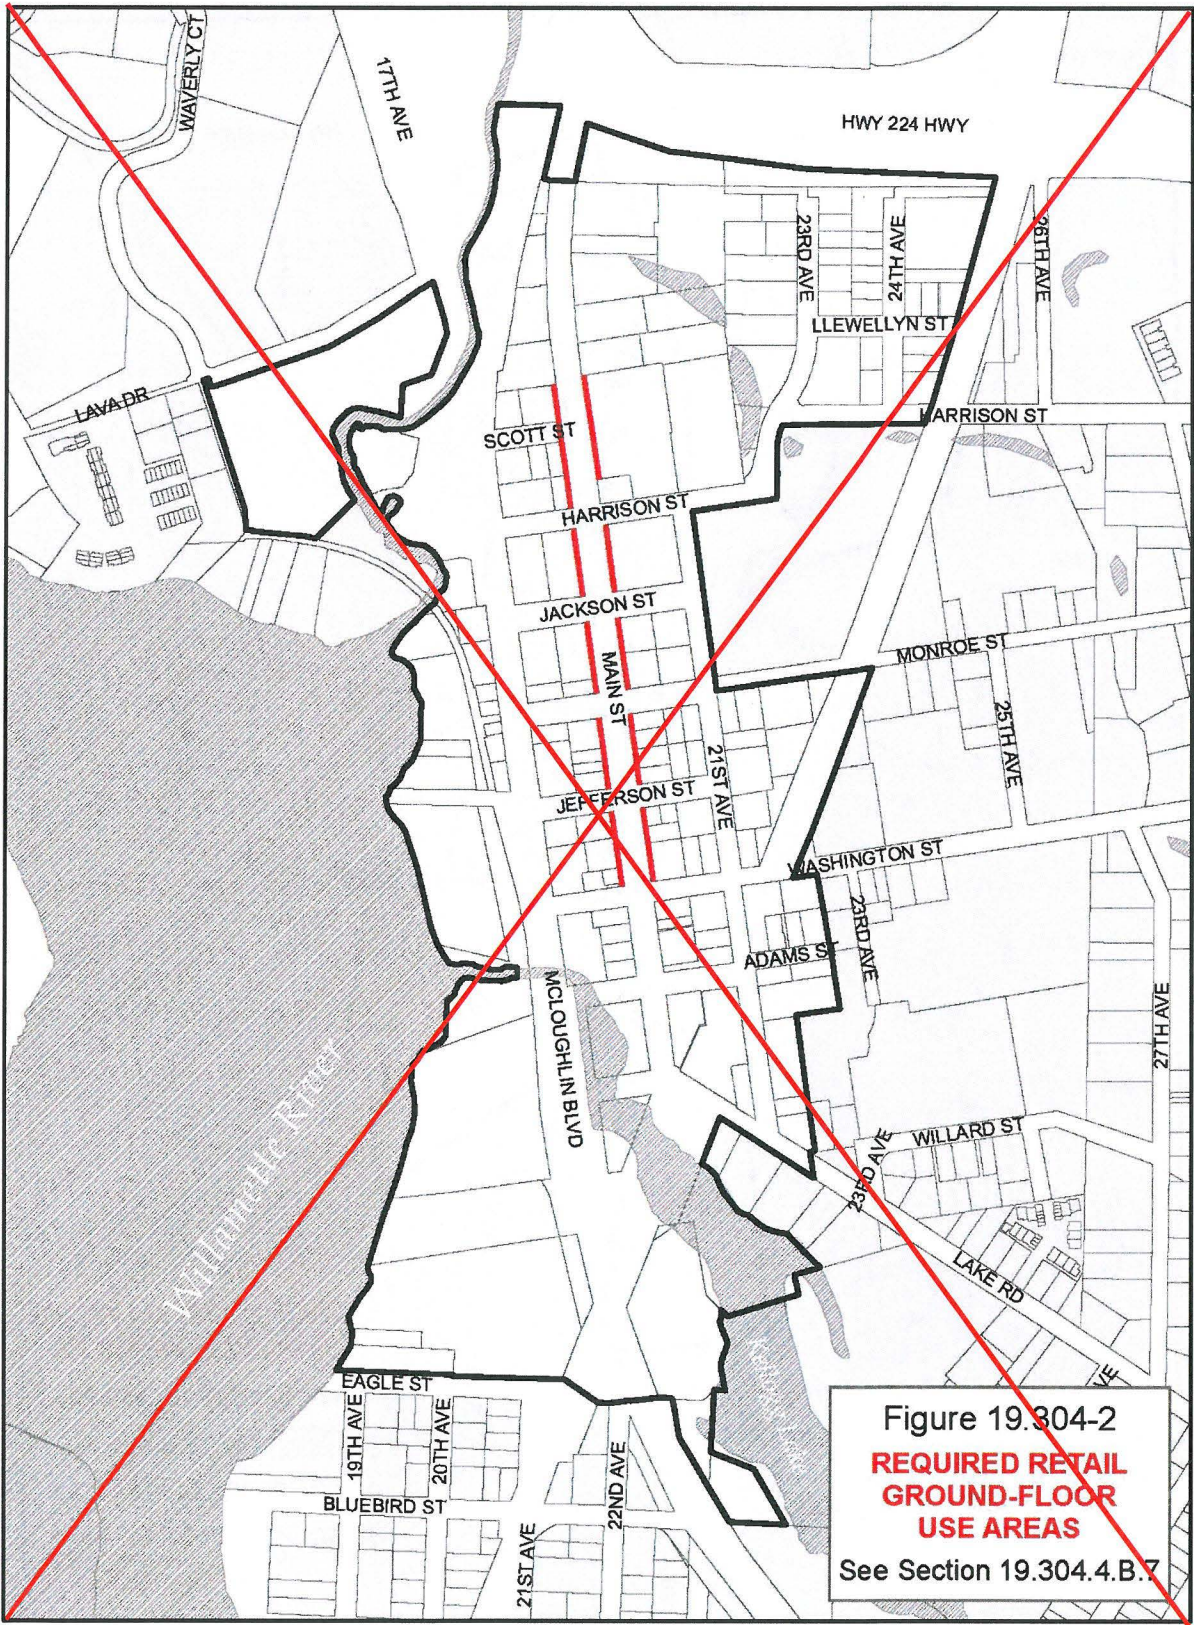 WAVERLY CT
17TH AVE
HWY 224 HWY
23RD AVE
24TH AVE
26TH AVE
LLEWELLYN ST
LAVA DR
HARRISON ST
SCOTT ST
HARRISON ST
JACKSON ST
MAIN ST
MONROE ST
25TH AVE
21ST AVE
JEFFERSON ST
WASHINGTON ST
23RD AVE
ADAMS ST
MCLOUGHLIN BLVD
27TH AVE
Willamette River
WILLARD ST
23RD AVE
LAKE RD
EAGLE ST
19TH AVE
20TH AVE
22ND AVE
BLUEBIRD ST
21ST AVE
VE
Figure 19.304-2
REQUIRED RETAIL
GROUND-FLOOR
USE AREAS
See Section 19.304.4.B.7